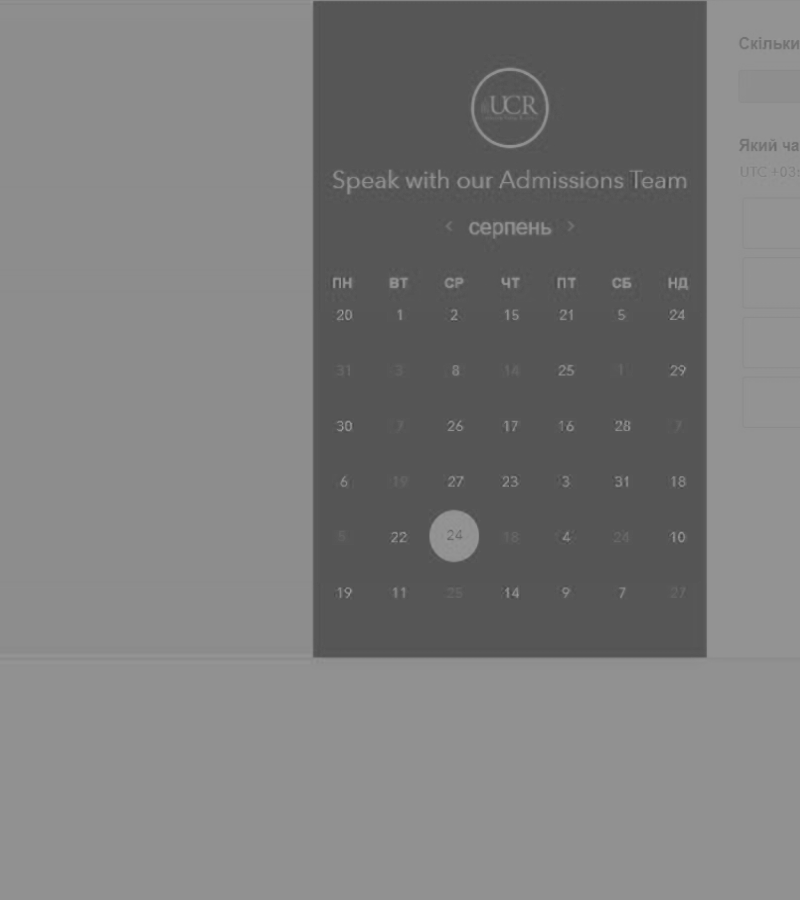 UCR
Speak with our Admissions Team
< серпень >
ПН ВТ СР ЧТ ПТ СБ НД
20 1 2 15 21 5 24
31 3 8 14 25 1 29
30 7 26 17 16 28 7
6 19 27 23 3 31 18
5 22 24 18 4 24 10
19 11 25 14 9 7 27
Скільки
Який ча
UTC +03: